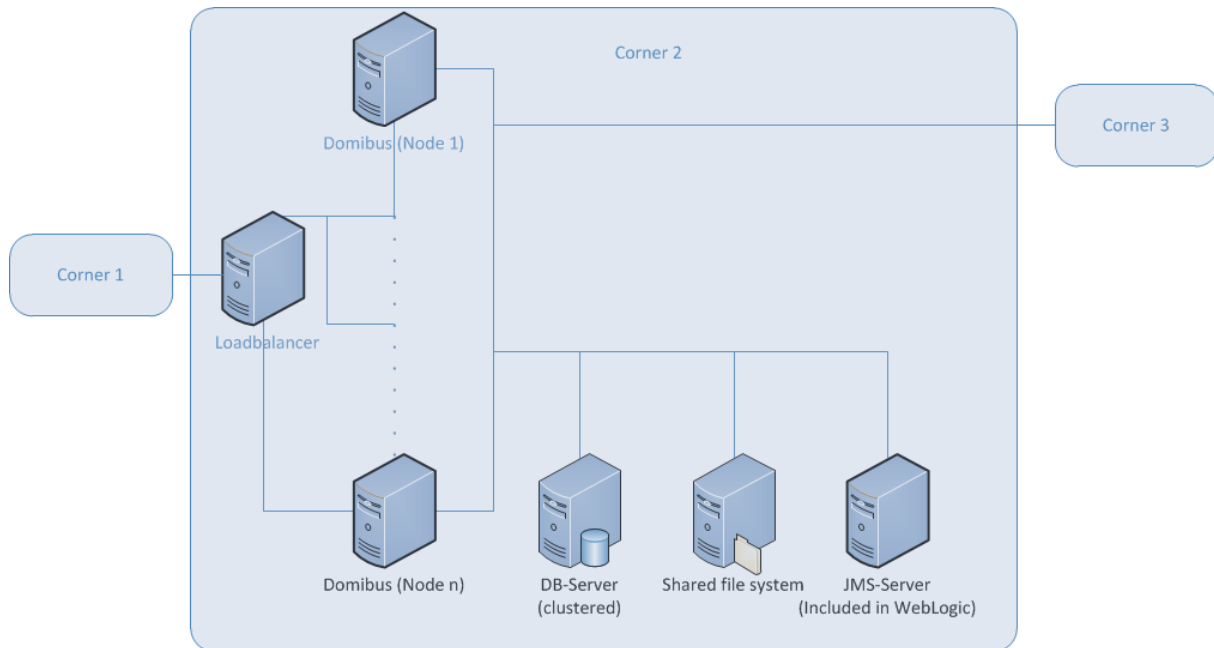 Corner 2
Domibus (Node 1)
Corner 3
Corner 1
Loadbalancer
Domibus (Node n)
DB-Server
(clustered)
Shared file system
JMS-Server
(Included in WebLogic)